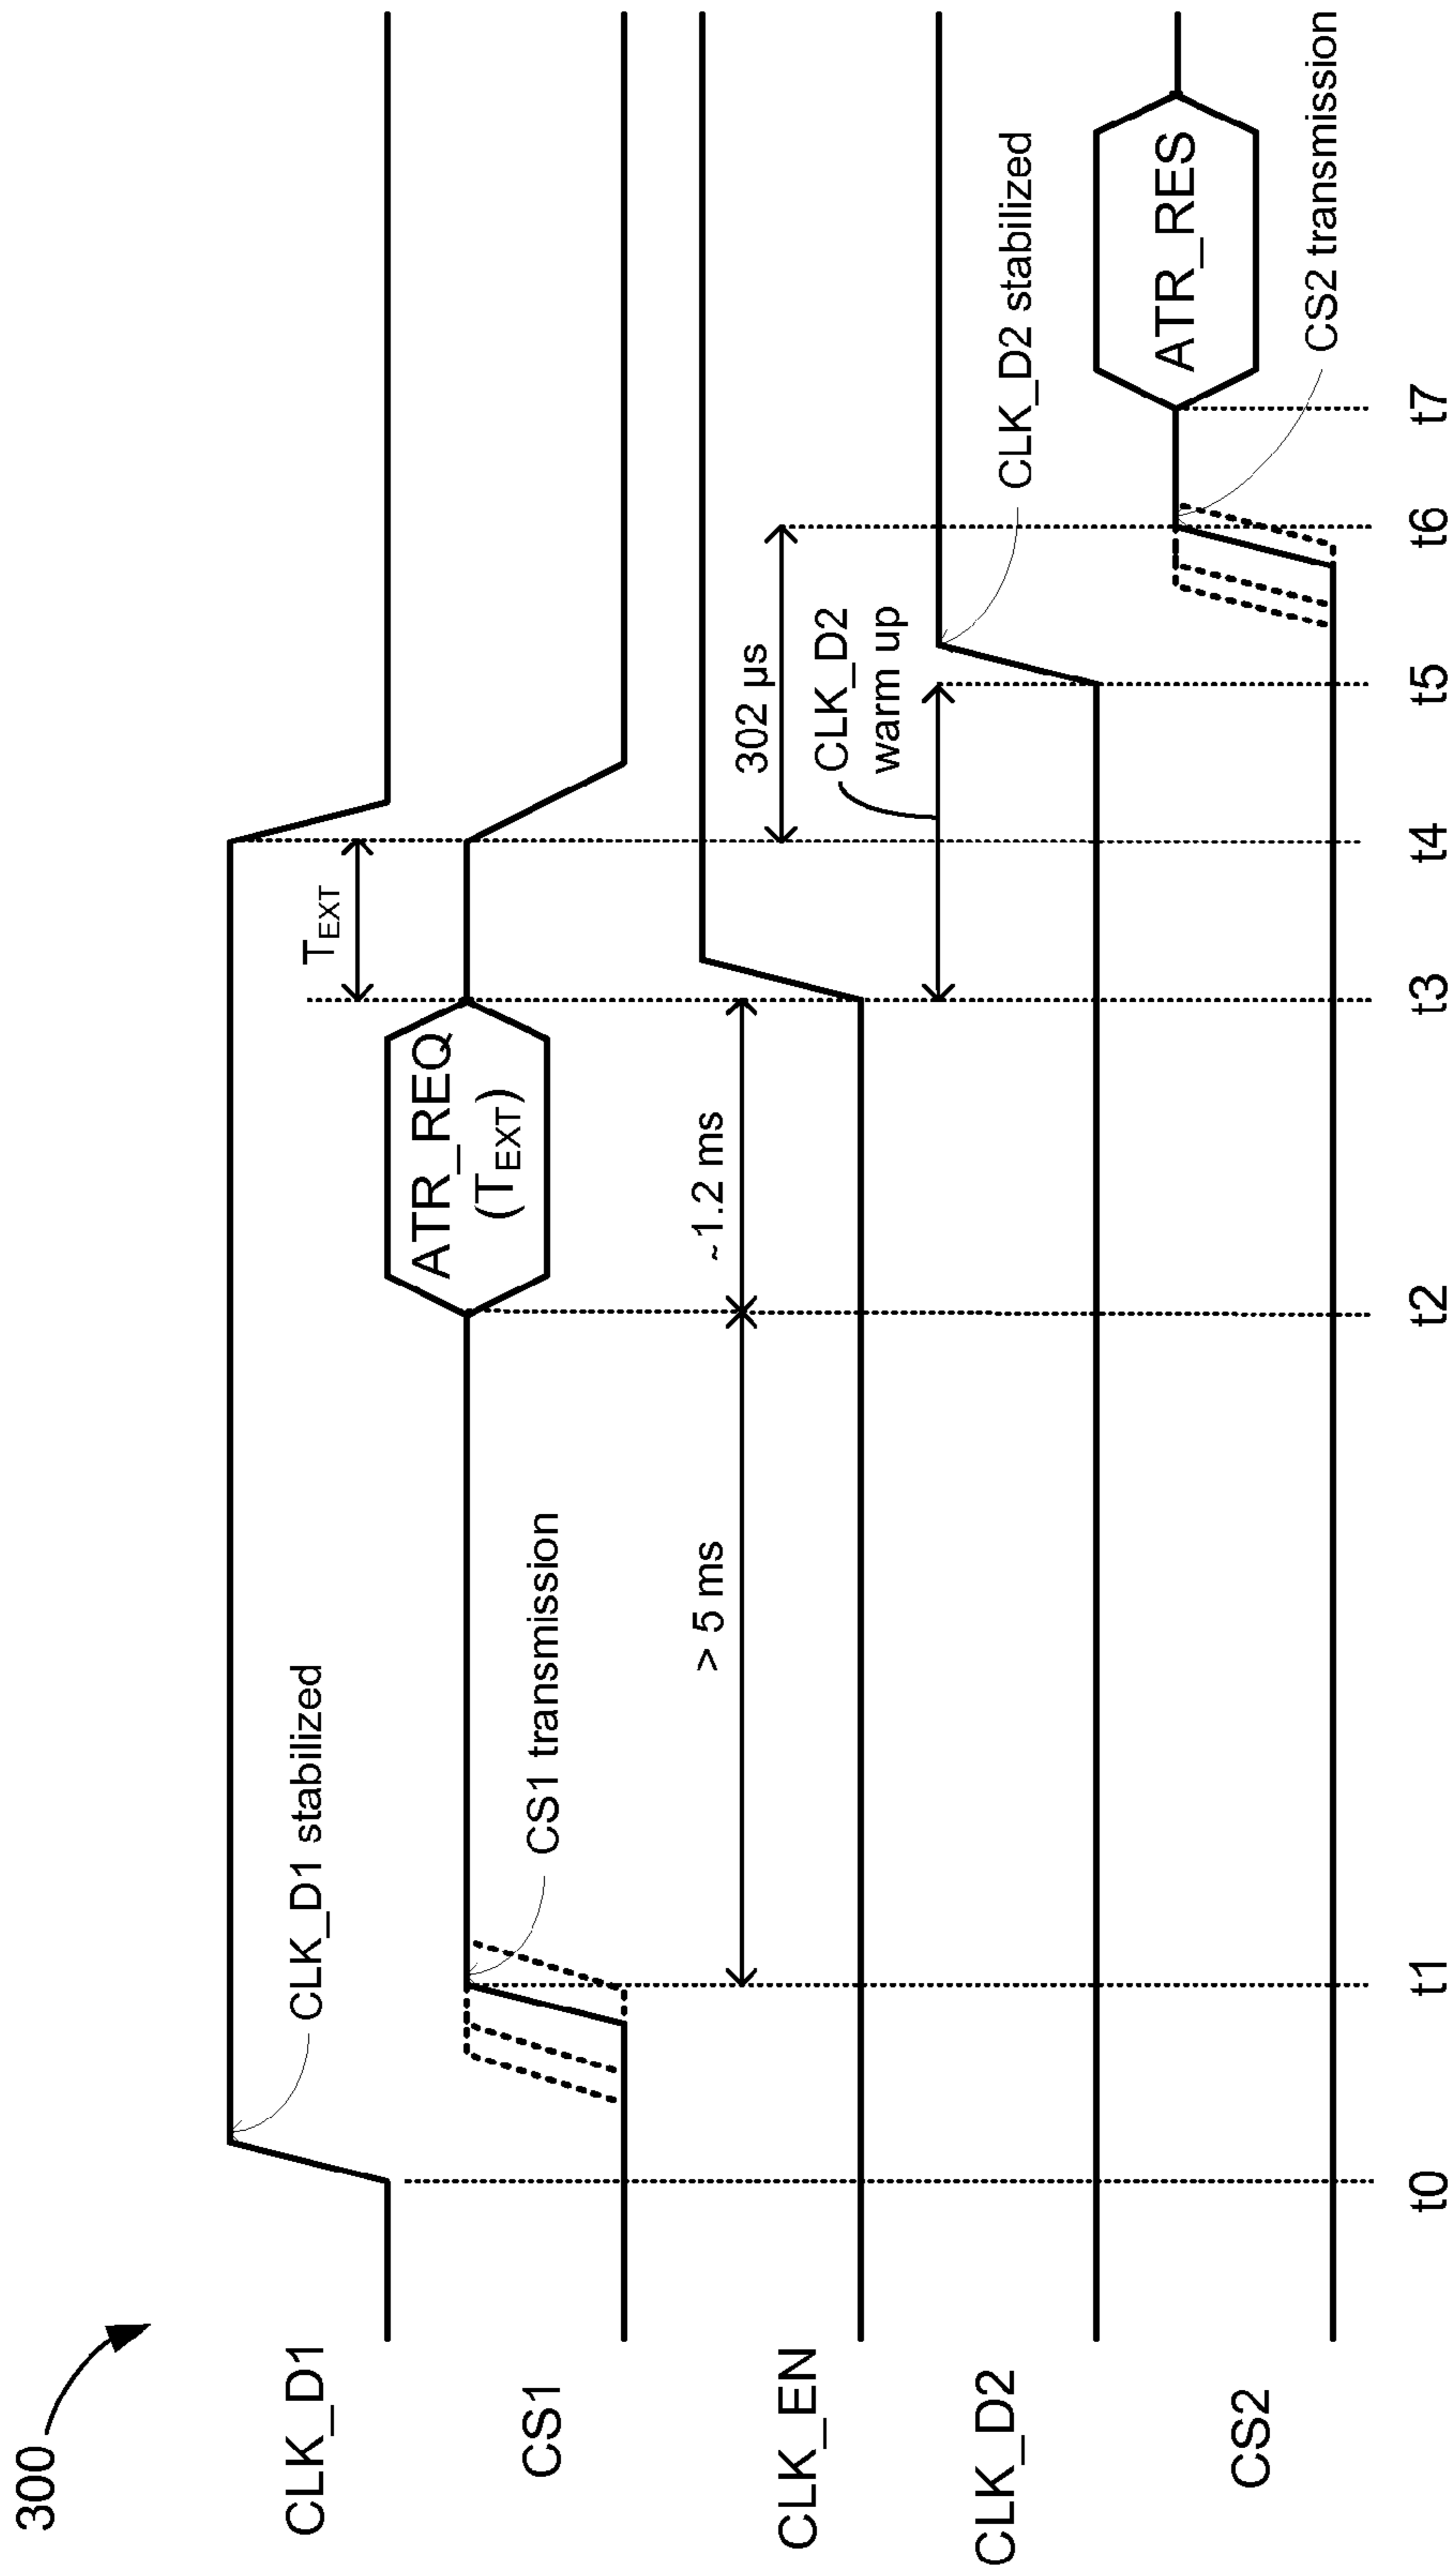 300
CLK_D1
CLK_D1 stabilized
T_EXT
CS1
CS1 transmission
ATR_REQ
(T_EXT)
> 5 ms
~1.2 ms
302 µs
CLK_EN
CLK_D2
warm up
CLK_D2
CLK_D2 stabilized
CS2
ATR_RES
CS2 transmission
t0
t1
t2
t3
t4
t5
t6
t7